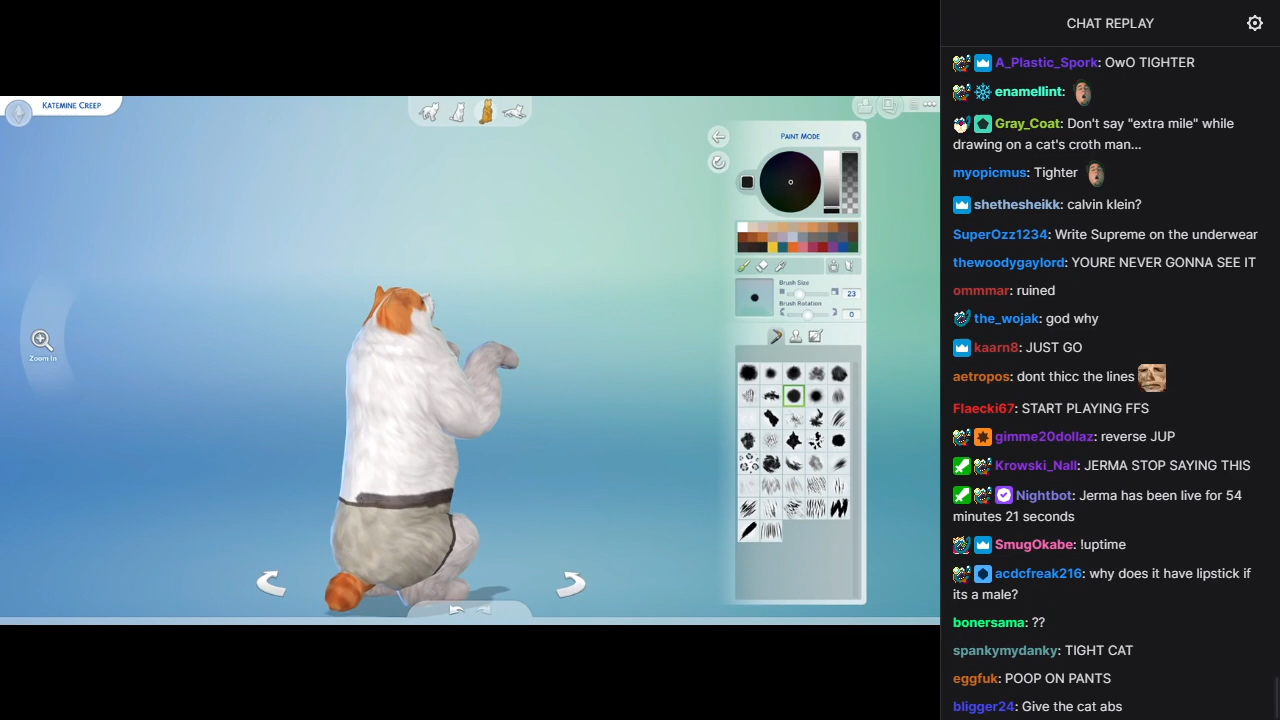 KATEMINE CREEP
PAINT MODE
?
BRUSH SIZE
23
BRUSH ROTATION
0
Zoom In
CHAT REPLAY
A_Plastic_Spork: OwO TIGHTER
enamellint:
Gray_Coat: Don't say "extra mile" while
drawing on a cat's croth man...
myopicmus: Tighter
shethesheikk: calvin klein?
SuperOzz1234: Write Supreme on the underwear
thewoodygaylord: YOURE NEVER GONNA SEE IT
ommmar: ruined
the_wojak: god why
kaarn8: JUST GO
aetropos: dont thicc the lines
Flaecki67: START PLAYING FFS
gimme20dollaz: reverse JUP
Krowski_Nall: JERMA STOP SAYING THIS
Nightbot: Jerma has been live for 54
minutes 21 seconds
SmugOkabe: !uptime
acdcfreak216: why does it have lipstick if
its a male?
bonersama: ??
spankymydanky: TIGHT CAT
eggfuk: POOP ON PANTS
bligger24: Give the cat abs